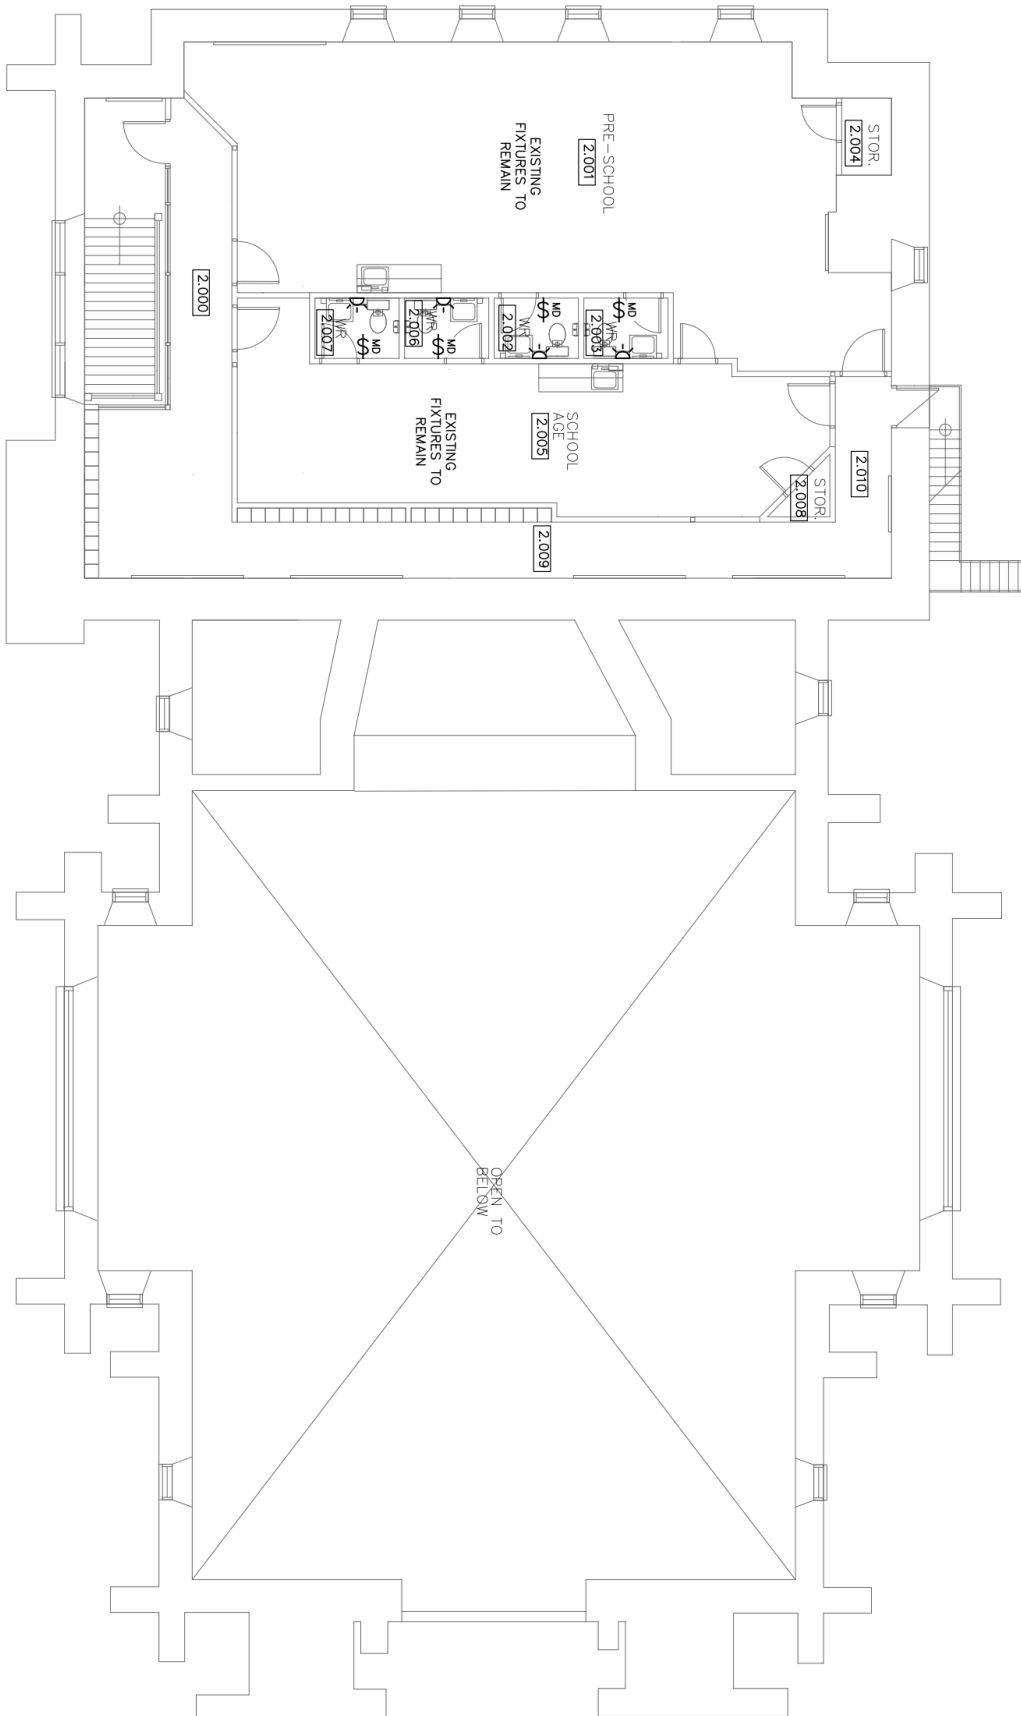 STOR.
2.004
PRE-SCHOOL
2.001
EXISTING
FIXTURES TO
REMAIN
2.000
WR
2.007
MD
WR
2.006
MD
WR
2.002
MD
WR
2.003
MD
SCHOOL
AGE
2.005
EXISTING
FIXTURES TO
REMAIN
STOR.
2.008
2.010
2.009
OPEN TO
BELOW